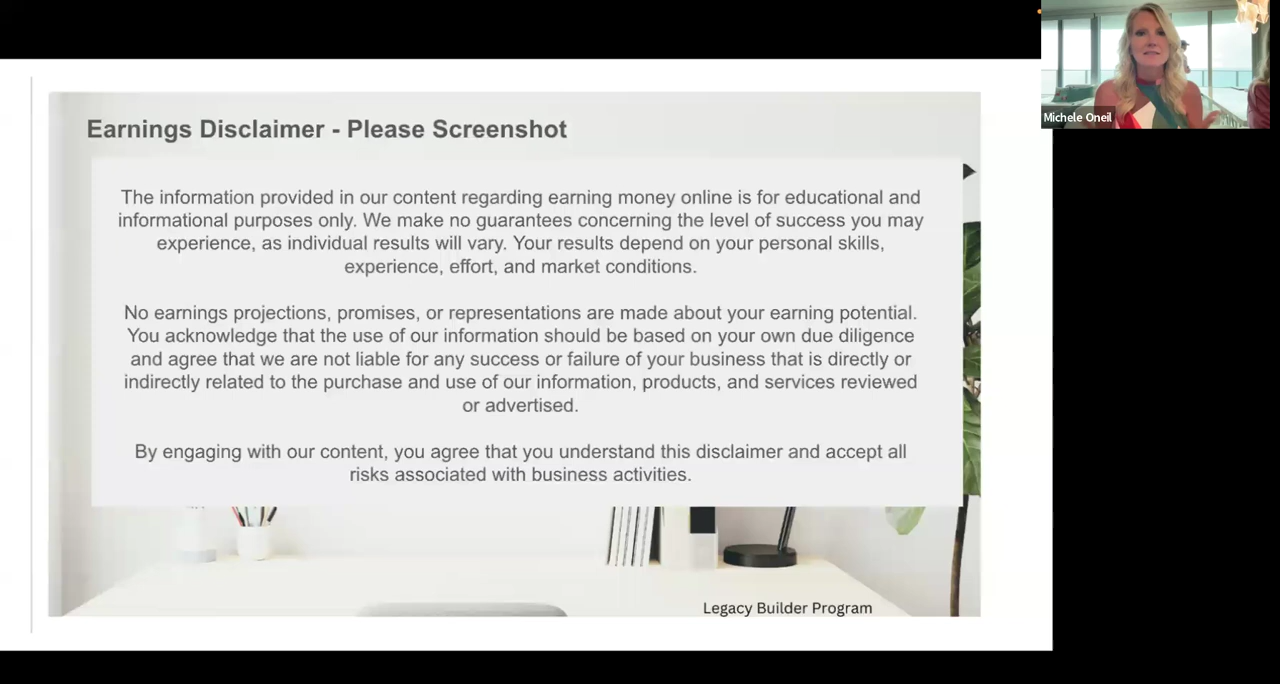 Earnings Disclaimer - Please Screenshot
The information provided in our content regarding earning money online is for educational and
informational purposes only. We make no guarantees concerning the level of success you may
experience, as individual results will vary. Your results depend on your personal skills,
experience, effort, and market conditions.
No earnings projections, promises, or representations are made about your earning potential.
You acknowledge that the use of our information should be based on your own due diligence
and agree that we are not liable for any success or failure of your business that is directly or
indirectly related to the purchase and use of our information, products, and services reviewed
or advertised.
By engaging with our content, you agree that you understand this disclaimer and accept all
risks associated with business activities.
Legacy Builder Program
Michele Oneil